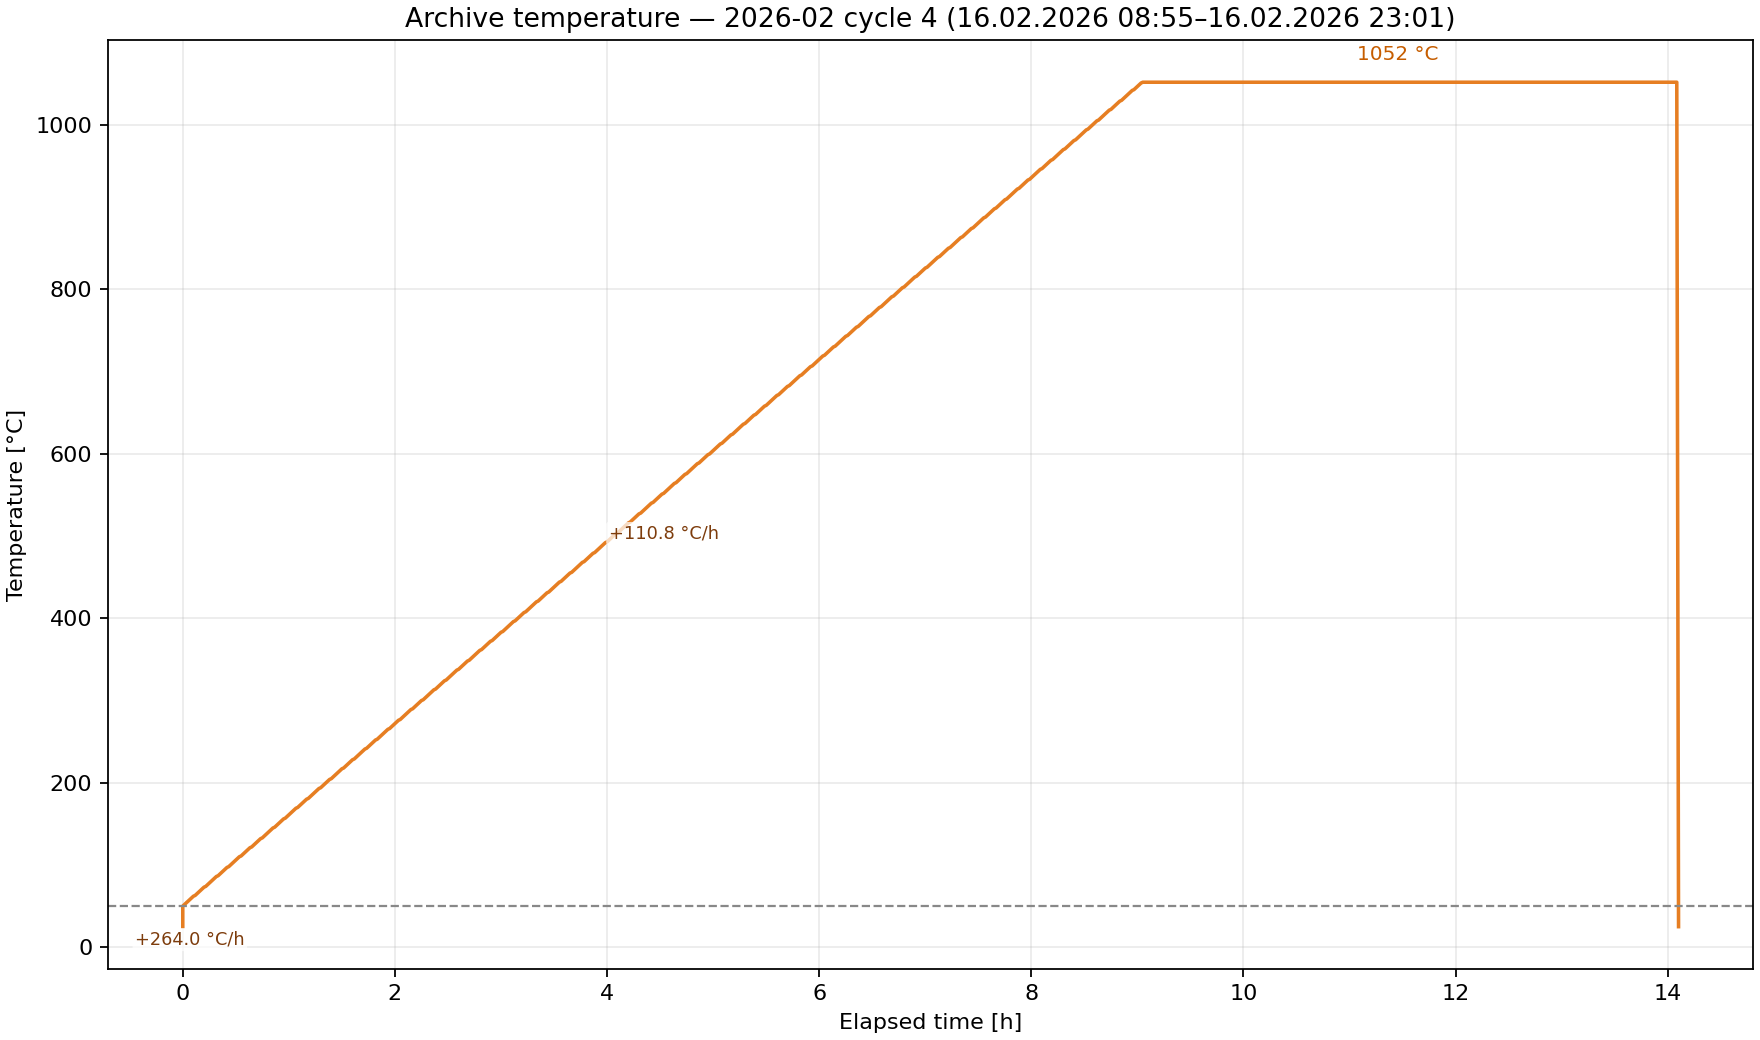 Archive temperature — 2026-02 cycle 4 (16.02.2026 08:55–16.02.2026 23:01)
1052 °C
1000
800
600
+110.8 °C/h
400
200
+264.0 °C/h
0
Temperature [°C]
0 2 4 6 8 10 12 14
Elapsed time [h]